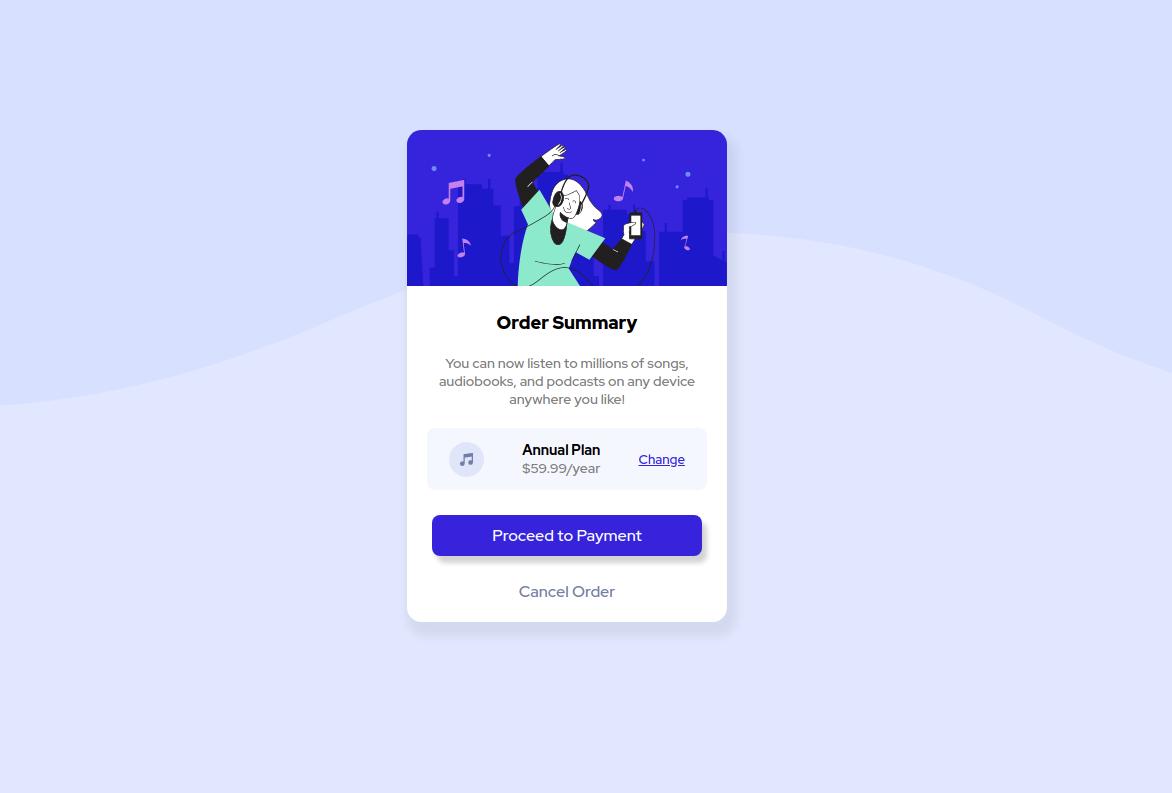 Order Summary
You can now listen to millions of songs,
audiobooks, and podcasts on any device
anywhere you like!
Annual Plan
$59.99/year
Change
Proceed to Payment
Cancel Order